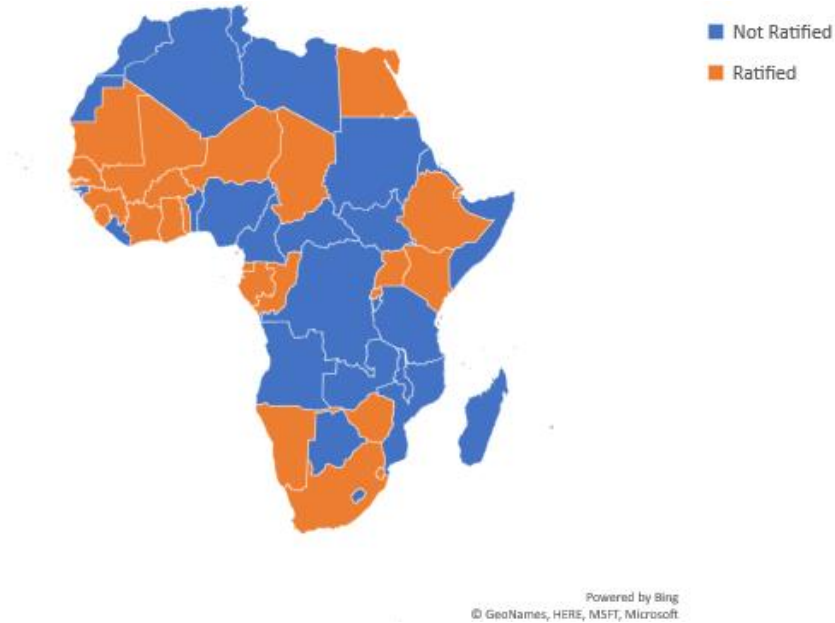 Not Ratified
Ratified
Powered by Bing
© GeoNames, HERE, MSFT, Microsoft